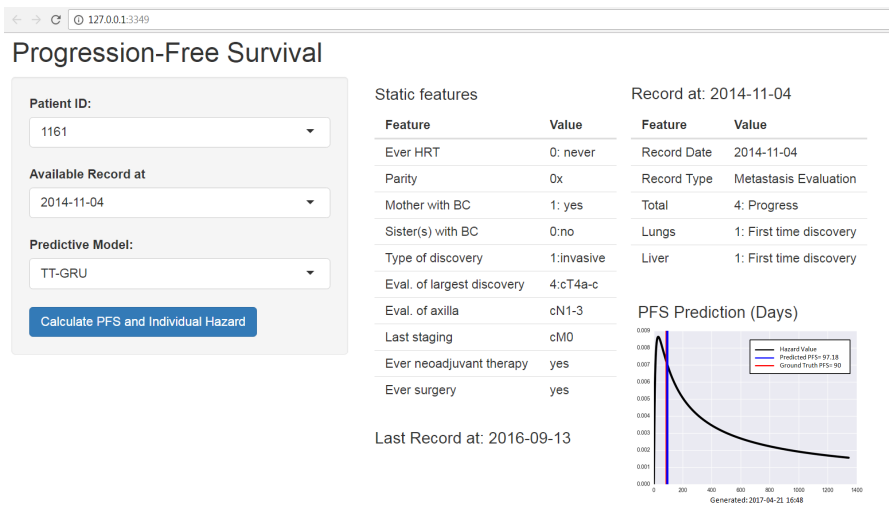 127.0.0.1:3349
Progression-Free Survival
Patient ID:
1161
Available Record at
2014-11-04
Predictive Model:
TT-GRU
Calculate PFS and Individual Hazard
Static features
Feature Value
Ever HRT 0: never
Parity 0x
Mother with BC 1: yes
Sister(s) with BC 0:no
Type of discovery 1:invasive
Eval. of largest discovery 4:cT4a-c
Eval. of axilla cN1-3
Last staging cM0
Ever neoadjuvant therapy yes
Ever surgery yes
Last Record at: 2016-09-13
Record at: 2014-11-04
Feature Value
Record Date 2014-11-04
Record Type Metastasis Evaluation
Total 4: Progress
Lungs 1: First time discovery
Liver 1: First time discovery
PFS Prediction (Days)
0.009
0.008
0.007
0.006
0.005
0.004
0.003
0.002
0.001
0.000
Hazard Value
Predicted PFS= 97.18
Ground Truth PFS= 90
0 200 400 600 800 1000 1200 1400
Generated: 2017-04-21 16:48